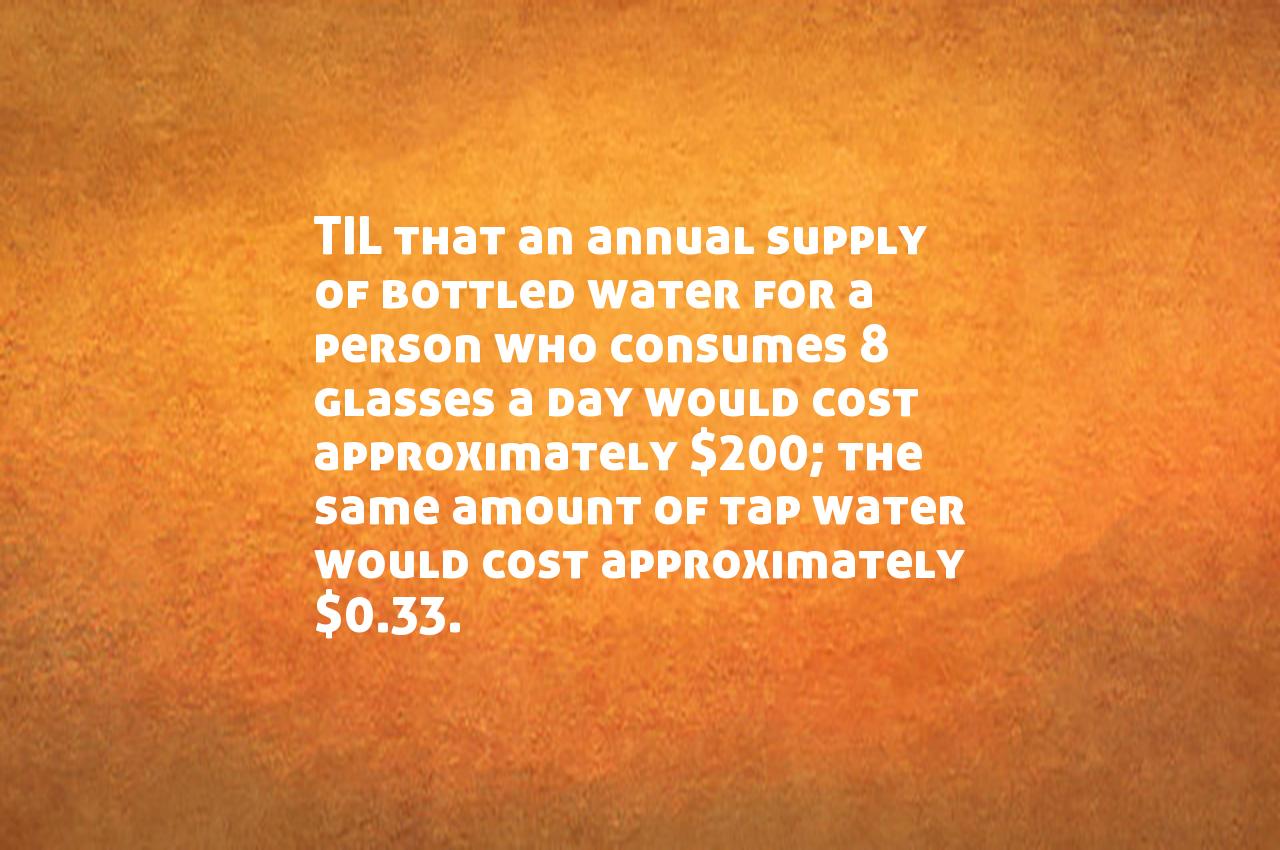 TIL that an annual supply
of bottled water for a
person who consumes 8
glasses a day would cost
approximately $200; the
same amount of tap water
would cost approximately
$0.33.